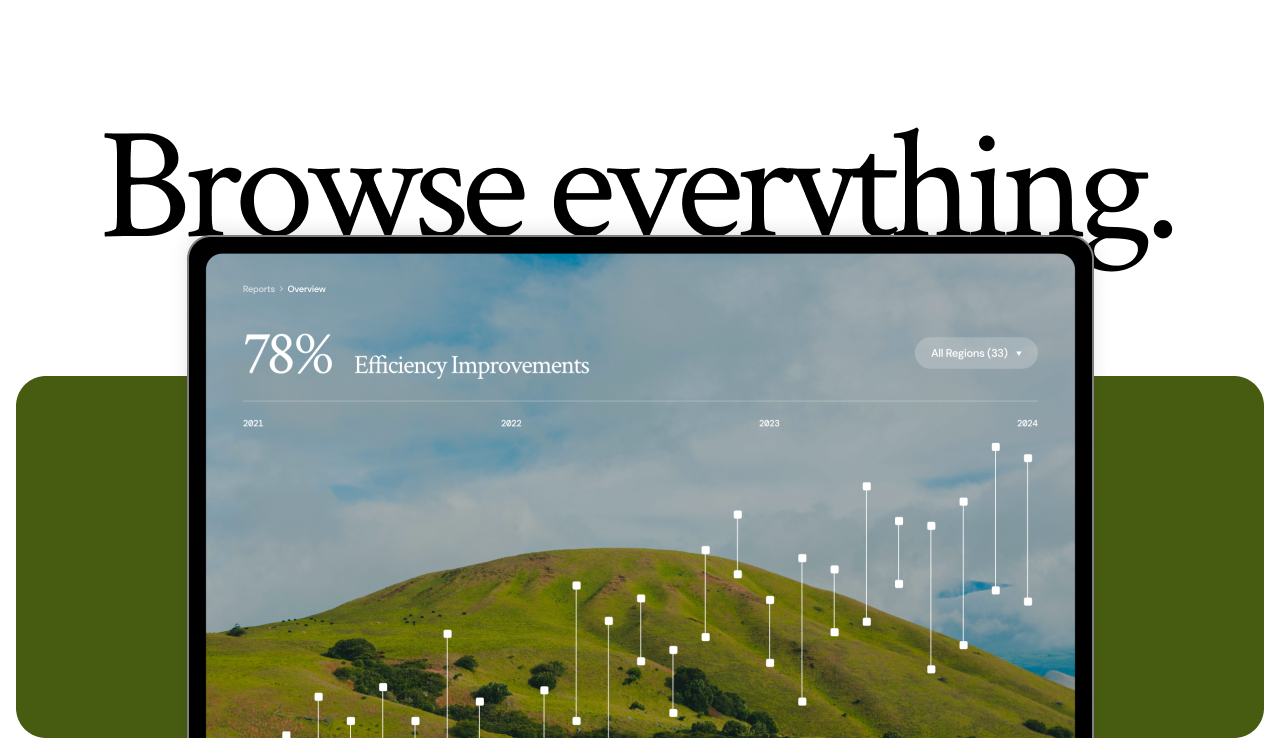 Browse everything.
Reports > Overview
78% Efficiency Improvements
All Regions (33) ▾
2021 2022 2023 2024